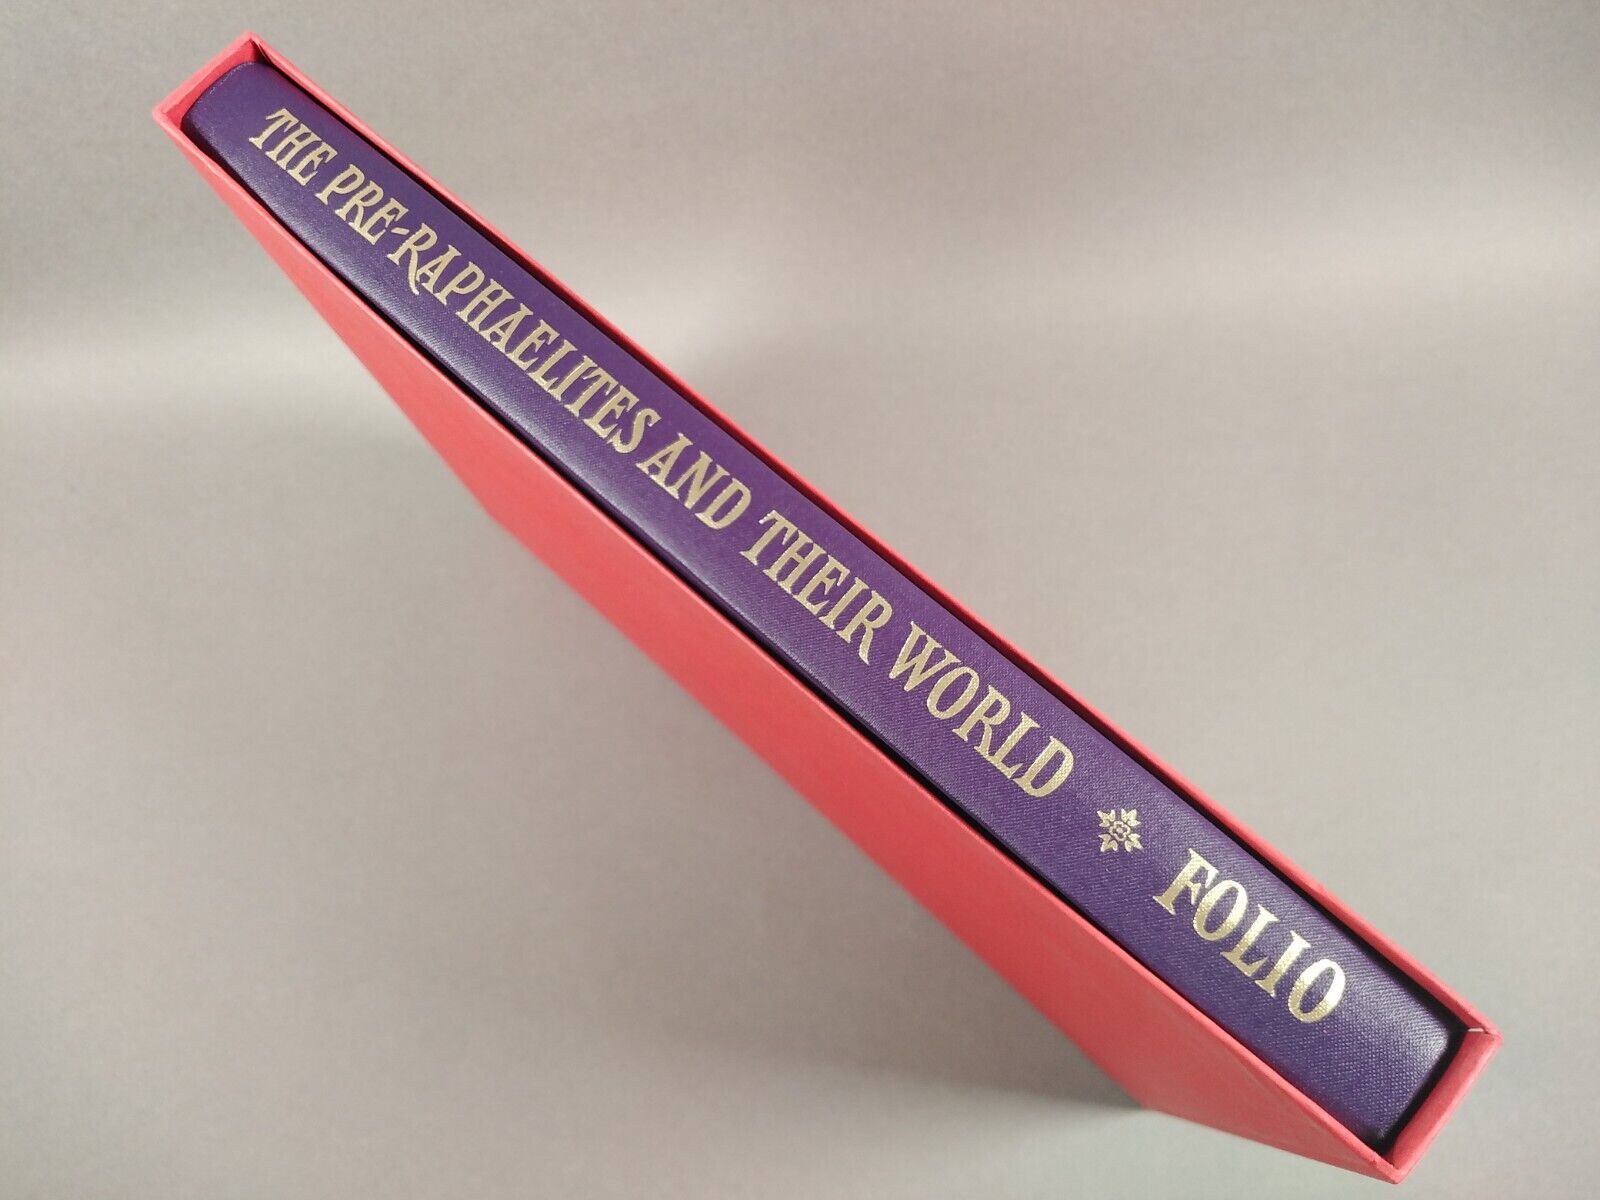 THE PRE-RAPHAELITES AND THEIR WORLD FOLIO